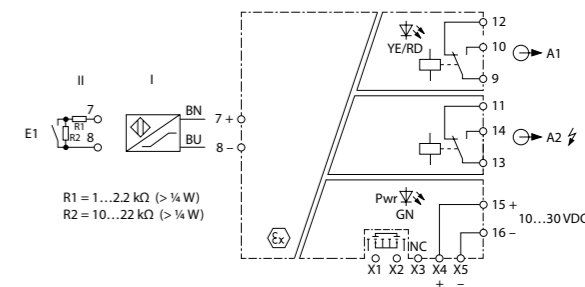 12
YE/RD
10
A1
9
II
I
7
BN
7 +
E1
R1
R2
8
BU
8 –
11
14
A2
13
R1 = 1…2.2 kΩ (> ¼ W)
R2 = 10…22 kΩ (> ¼ W)
Pwr
GN
15 +
10…30 VDC
16 –
Ex
NC
X1 X2 X3 X4 X5
+ –